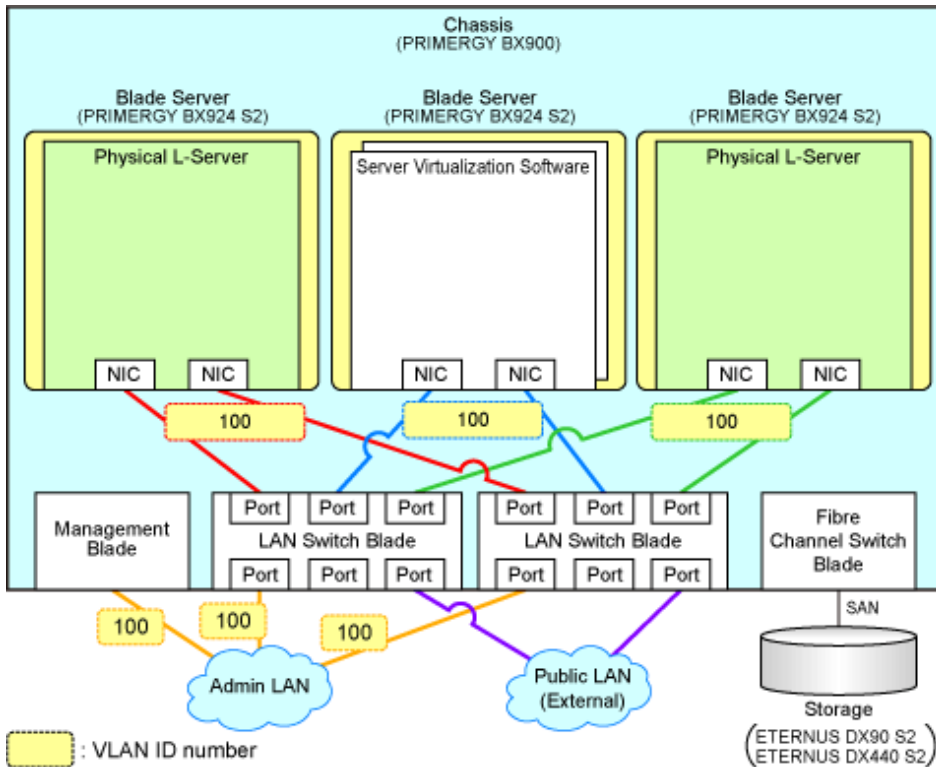 Chassis
(PRIMERGY BX900)
Blade Server
(PRIMERGY BX924 S2)
Blade Server
(PRIMERGY BX924 S2)
Blade Server
(PRIMERGY BX924 S2)
Physical L-Server
Server Virtualization Software
Physical L-Server
NIC
NIC
NIC
NIC
NIC
NIC
100
100
100
Management
Blade
Port
Port
Port
LAN Switch Blade
Port
Port
Port
Port
Port
Port
LAN Switch Blade
Port
Port
Port
Fibre
Channel Switch
Blade
100
100
100
SAN
Admin LAN
Public LAN
(External)
Storage
(ETERNUS DX90 S2
ETERNUS DX440 S2)
: VLAN ID number